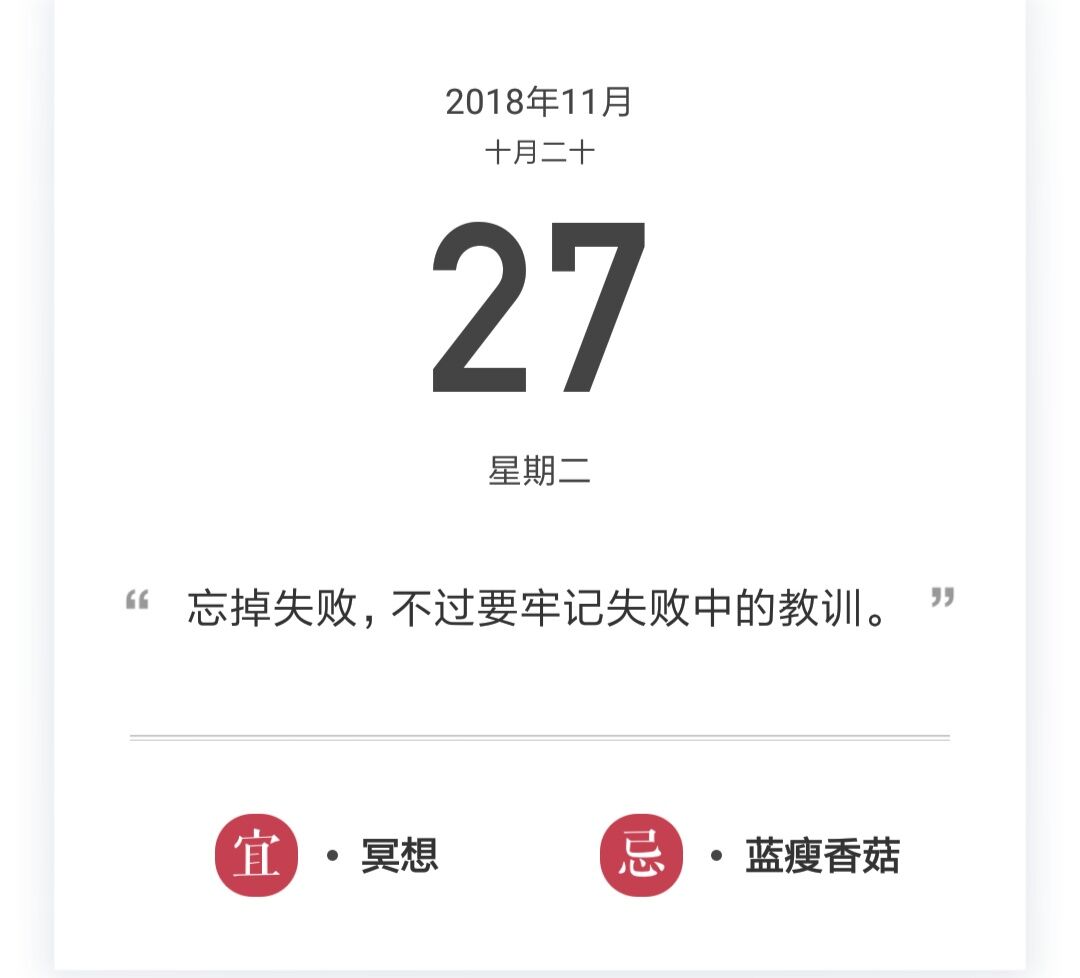 2018年11月
十月二十
27
星期二
“ 忘掉失败，不过要牢记失败中的教训。 ”
宜 · 冥想 忌 · 蓝瘦香菇